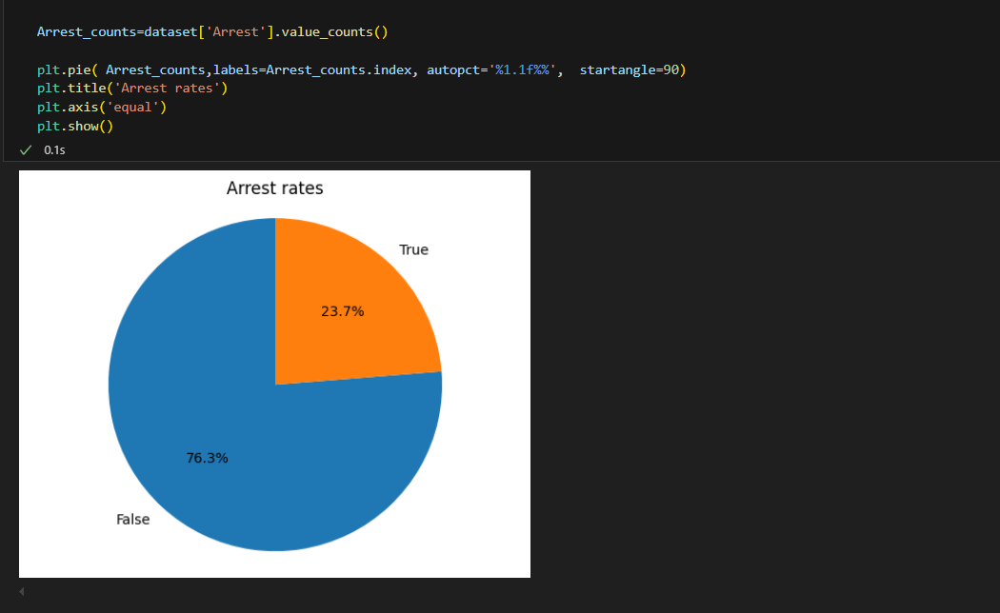 Arrest_counts=dataset['Arrest'].value_counts()
plt.pie( Arrest_counts,labels=Arrest_counts.index, autopct='%1.1f%%',  startangle=90)
plt.title('Arrest rates')
plt.axis('equal')
plt.show()
0.1s
Arrest rates
True
23.7%
76.3%
False